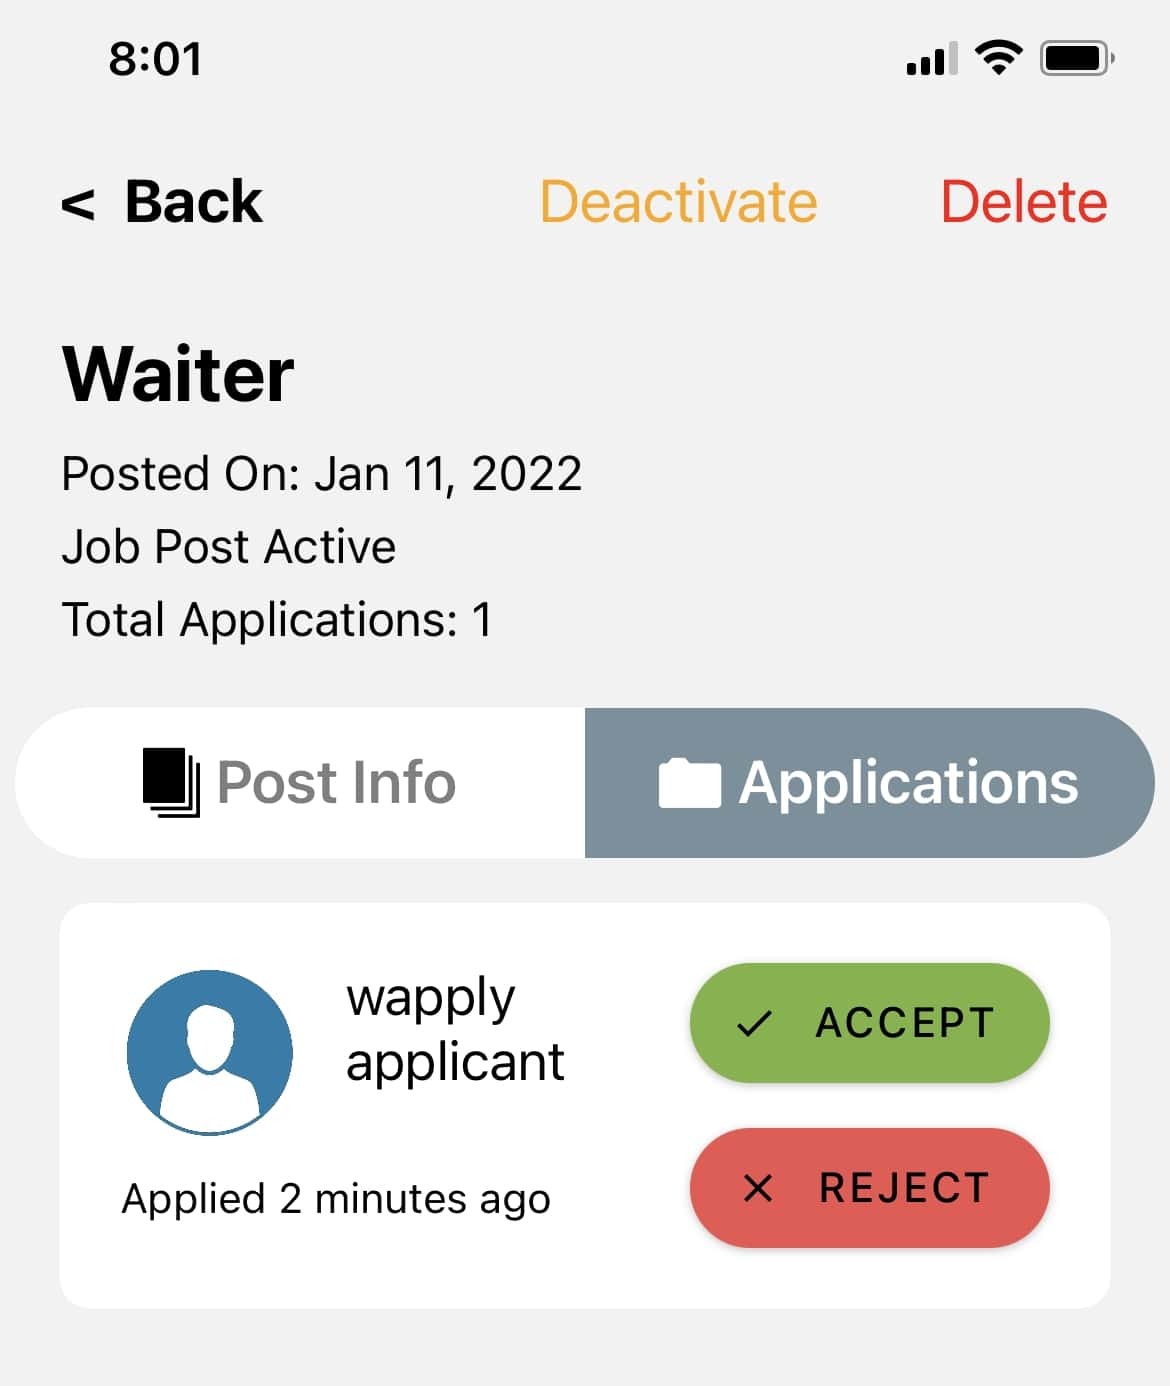 8:01
< Back Deactivate Delete
Waiter
Posted On: Jan 11, 2022
Job Post Active
Total Applications: 1
Post Info Applications
wapply
applicant
Applied 2 minutes ago
ACCEPT
REJECT